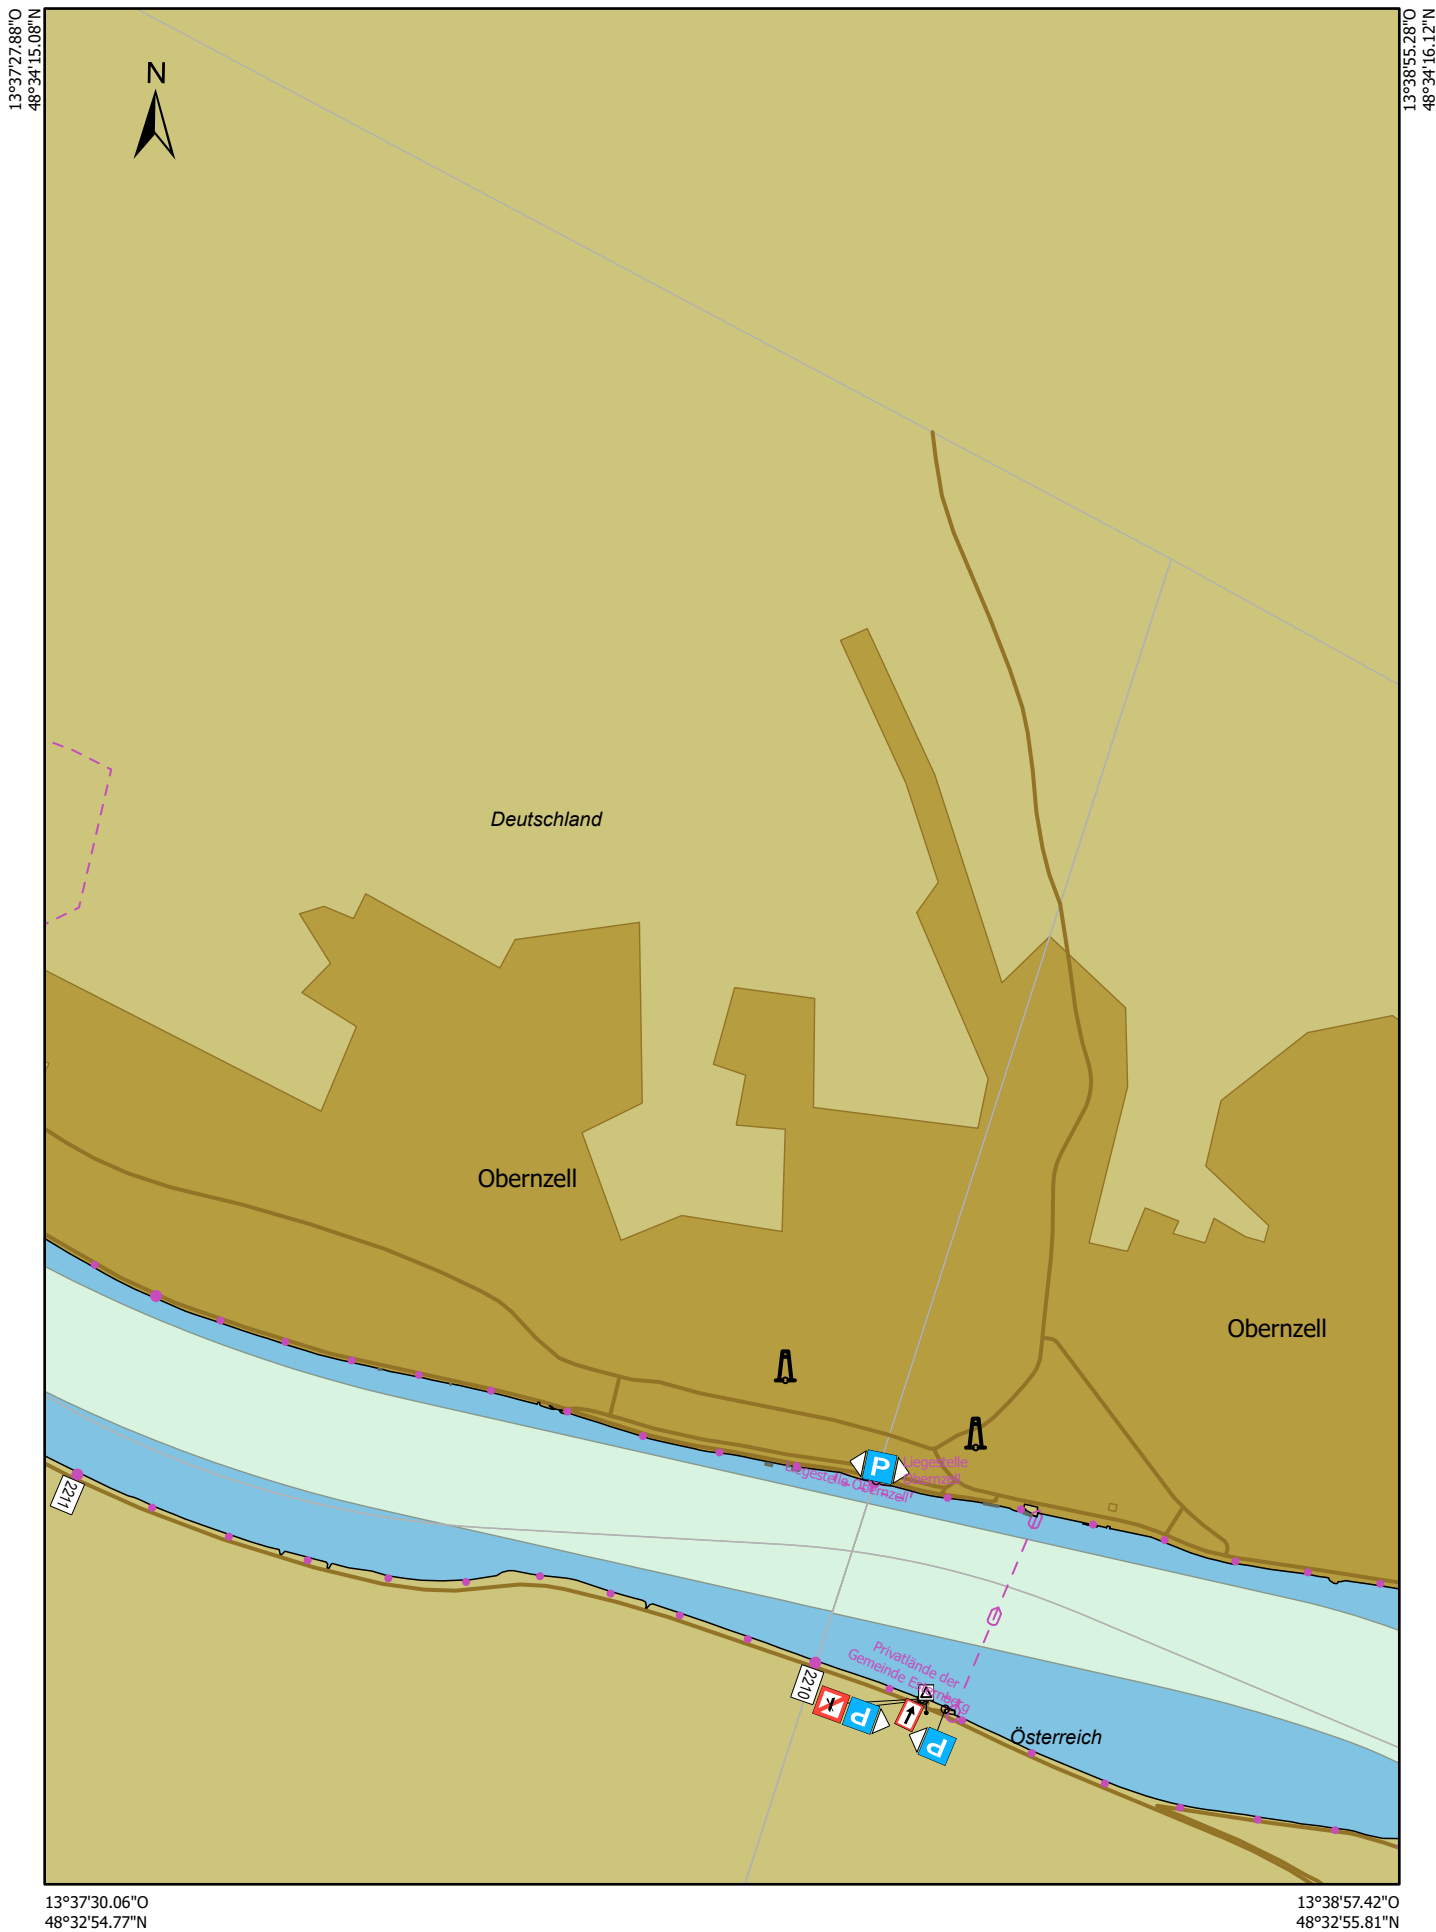 13°37'27.88"O
48°34'15.08"N
13°38'55.28"O
48°34'16.12"N
N
Deutschland
Obernzell
Obernzell
P
Liegestelle
Obernzell
Liegestelle Obernzell
2211
Privatlände der
Gemeinde Esternberg
2210
P
P
Österreich
13°37'30.06"O
48°32'54.77"N
13°38'57.42"O
48°32'55.81"N